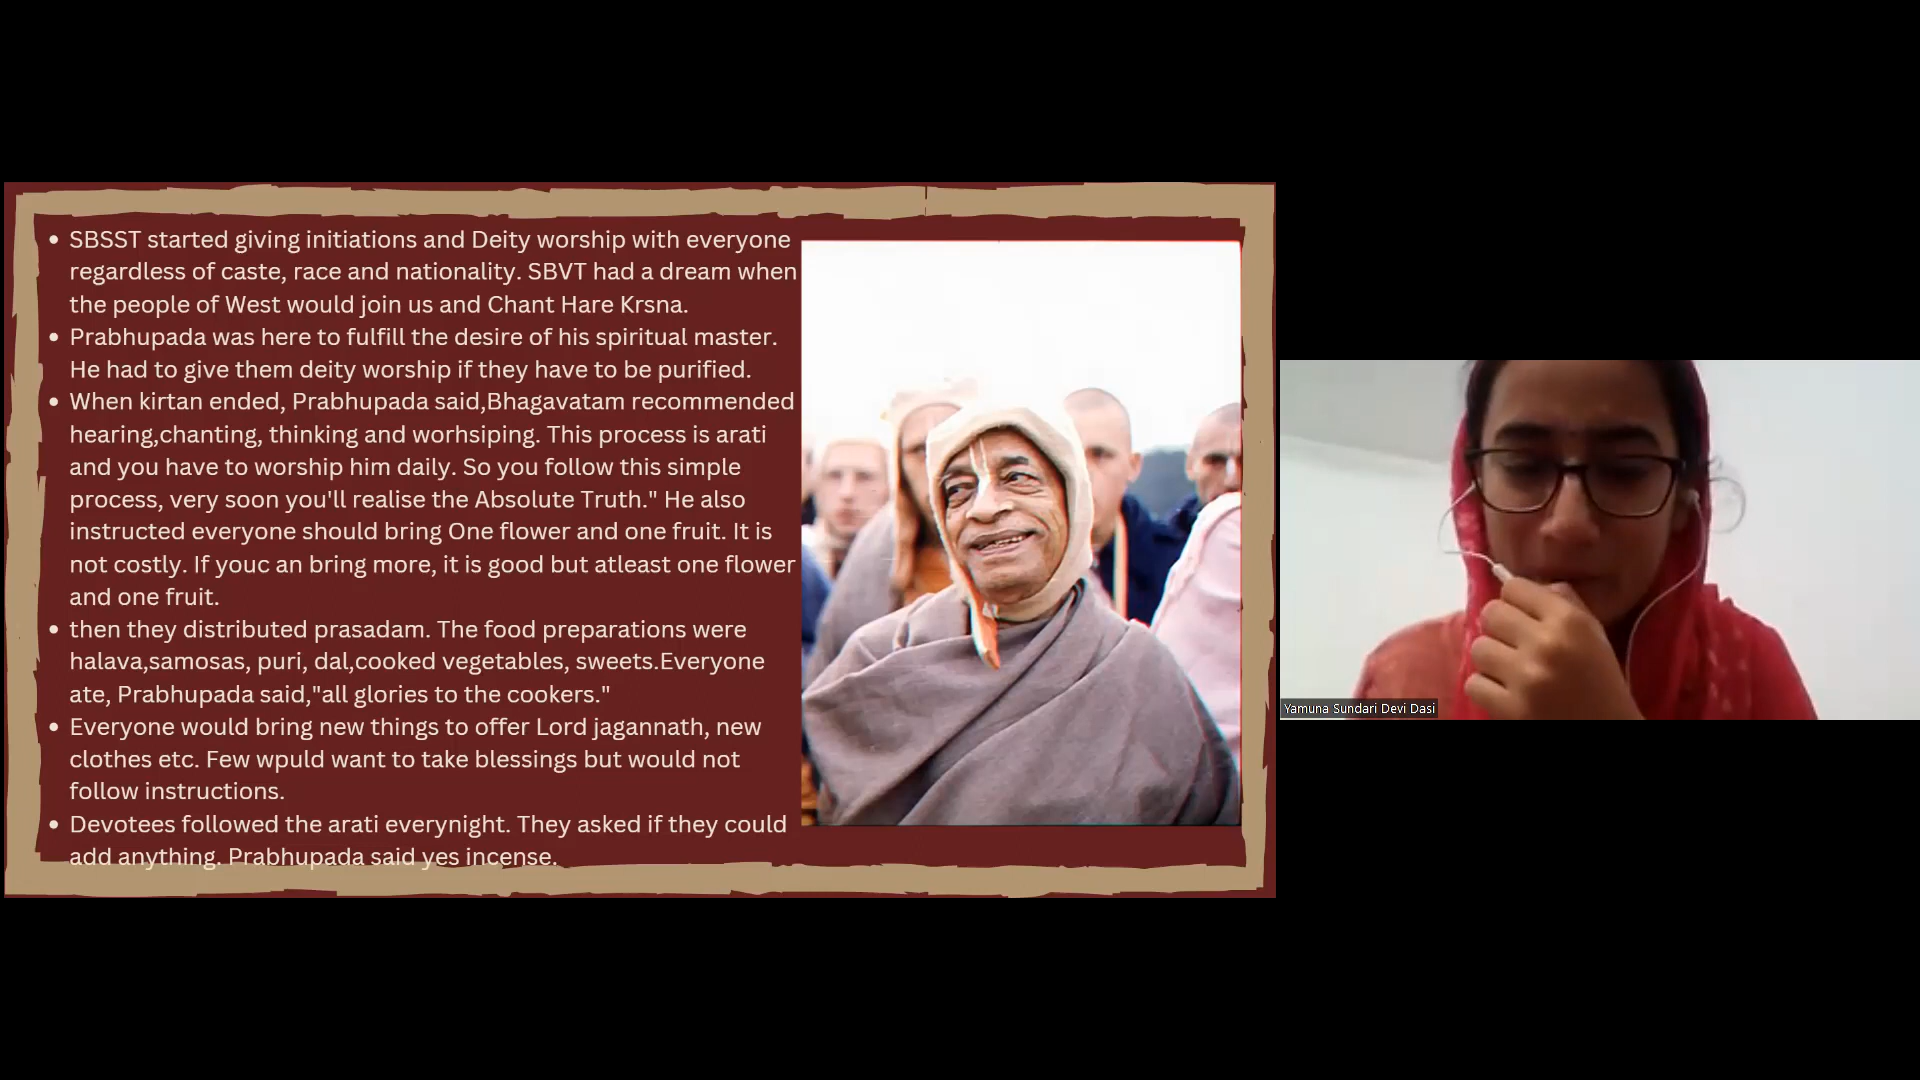 • SBSST started giving initiations and Deity worship with everyone
regardless of caste, race and nationality. SBVT had a dream when
the people of West would join us and Chant Hare Krsna.
• Prabhupada was here to fulfill the desire of his spiritual master.
He had to give them deity worship if they have to be purified.
• When kirtan ended, Prabhupada said,Bhagavatam recommended
hearing,chanting, thinking and worhsiping. This process is arati
and you have to worship him daily. So you follow this simple
process, very soon you'll realise the Absolute Truth." He also
instructed everyone should bring One flower and one fruit. It is
not costly. If youc an bring more, it is good but atleast one flower
and one fruit.
• then they distributed prasadam. The food preparations were
halava,samosas, puri, dal,cooked vegetables, sweets.Everyone
ate, Prabhupada said,"all glories to the cookers."
• Everyone would bring new things to offer Lord jagannath, new
clothes etc. Few wpuld want to take blessings but would not
follow instructions.
• Devotees followed the arati everynight. They asked if they could
add anything. Prabhupada said yes incense.
Yamuna Sundari Devi Dasi